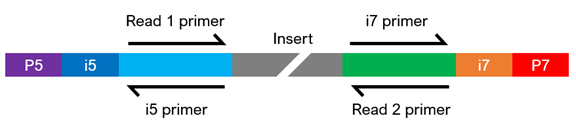 Read 1 primer
i7 primer
Insert
P5 i5 i7 P7
i5 primer
Read 2 primer